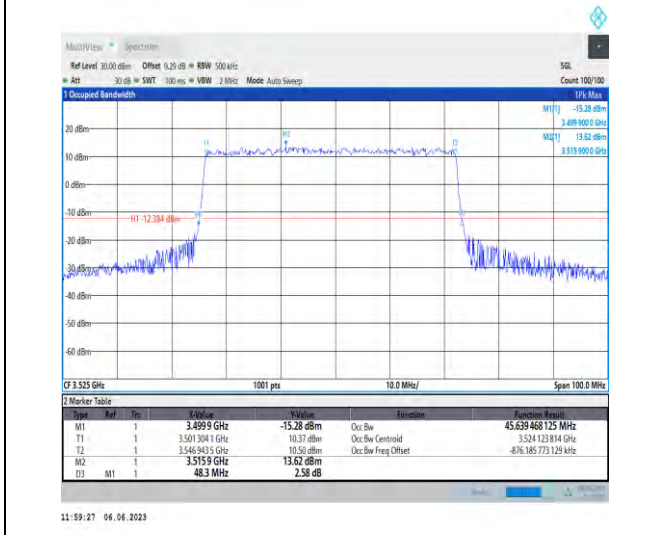 MultiView Spectrum
Ref Level 30.00 dBm Offset 9.29 dB RBW 500 kHz SGL
Att 30 dB SWT 100 ms VBW 2 MHz Mode Auto Sweep Count 100/100
1 Occupied Bandwidth 1Pk Max
M1[1] -15.28 dBm
3.499 900 0 GHz
M2[1] 13.62 dBm
3.515 900 0 GHz
20 dBm
T1 M2 T2
10 dBm
0 dBm
-10 dBm
H1 -12.384 dBm M1
-20 dBm
-30 dBm
-40 dBm
-50 dBm
-60 dBm
CF 3.525 GHz 1001 pts 10.0 MHz/ Span 100.0 MHz
2 Marker Table
Type Ref Trc X-Value Y-Value Function Function Result
M1 1 3.4999 GHz -15.28 dBm Occ Bw 45.639 468 125 MHz
T1 1 3.501 304 1 GHz 10.37 dBm Occ Bw Centroid 3.524 123 814 GHz
T2 1 3.546 943 5 GHz 10.50 dBm Occ Bw Freq Offset -876.185 773 129 kHz
M2 1 3.5159 GHz 13.62 dBm
D3 M1 1 48.3 MHz 2.58 dB
11:59:27 06.06.2023